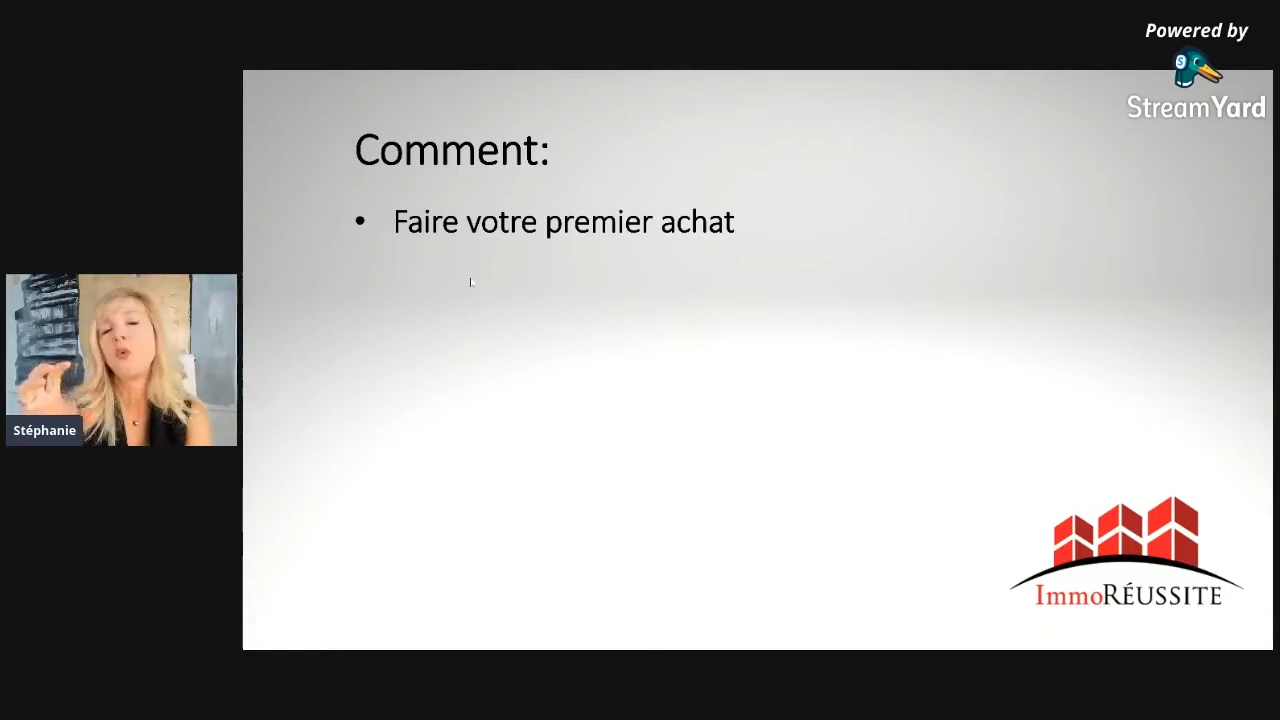 Powered by
StreamYard
Comment:
• Faire votre premier achat
Stéphanie
ImmoRÉUSSITE